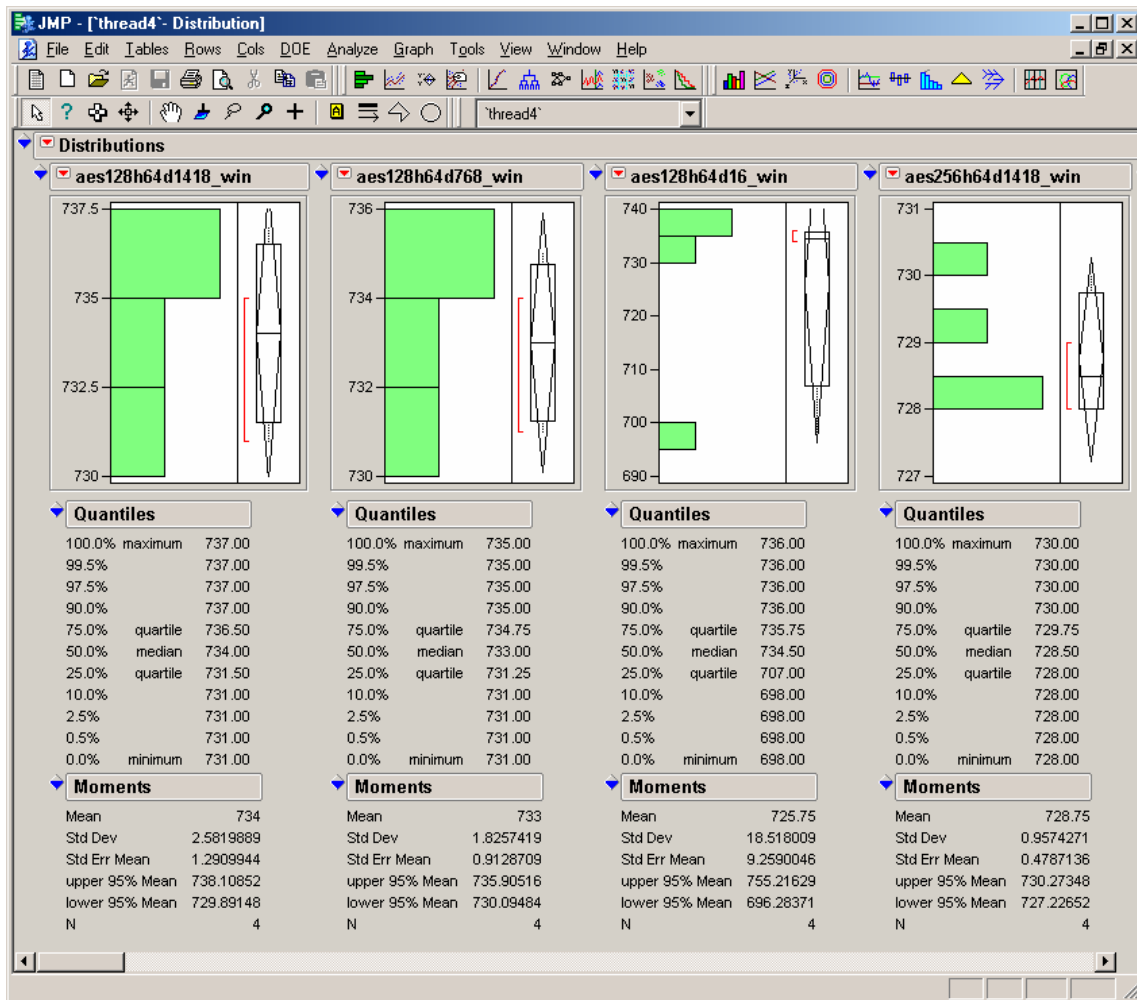 JMP - [`thread4`- Distribution]
File Edit Tables Rows Cols DOE Analyze Graph Tools View Window Help
`thread4`
Distributions
aes128h64d1418_win
737.5
735
732.5
730
Quantiles
100.0% maximum 737.00
99.5% 737.00
97.5% 737.00
90.0% 737.00
75.0% quartile 736.50
50.0% median 734.00
25.0% quartile 731.50
10.0% 731.00
2.5% 731.00
0.5% 731.00
0.0% minimum 731.00
Moments
Mean 734
Std Dev 2.5819889
Std Err Mean 1.2909944
upper 95% Mean 738.10852
lower 95% Mean 729.89148
N 4
aes128h64d768_win
736
734
732
730
Quantiles
100.0% maximum 735.00
99.5% 735.00
97.5% 735.00
90.0% 735.00
75.0% quartile 734.75
50.0% median 733.00
25.0% quartile 731.25
10.0% 731.00
2.5% 731.00
0.5% 731.00
0.0% minimum 731.00
Moments
Mean 733
Std Dev 1.8257419
Std Err Mean 0.9128709
upper 95% Mean 735.90516
lower 95% Mean 730.09484
N 4
aes128h64d16_win
740
730
720
710
700
690
Quantiles
100.0% maximum 736.00
99.5% 736.00
97.5% 736.00
90.0% 736.00
75.0% quartile 735.75
50.0% median 734.50
25.0% quartile 707.00
10.0% 698.00
2.5% 698.00
0.5% 698.00
0.0% minimum 698.00
Moments
Mean 725.75
Std Dev 18.518009
Std Err Mean 9.2590046
upper 95% Mean 755.21629
lower 95% Mean 696.28371
N 4
aes256h64d1418_win
731
730
729
728
727
Quantiles
100.0% maximum 730.00
99.5% 730.00
97.5% 730.00
90.0% 730.00
75.0% quartile 729.75
50.0% median 728.50
25.0% quartile 728.00
10.0% 728.00
2.5% 728.00
0.5% 728.00
0.0% minimum 728.00
Moments
Mean 728.75
Std Dev 0.9574271
Std Err Mean 0.4787136
upper 95% Mean 730.27348
lower 95% Mean 727.22652
N 4